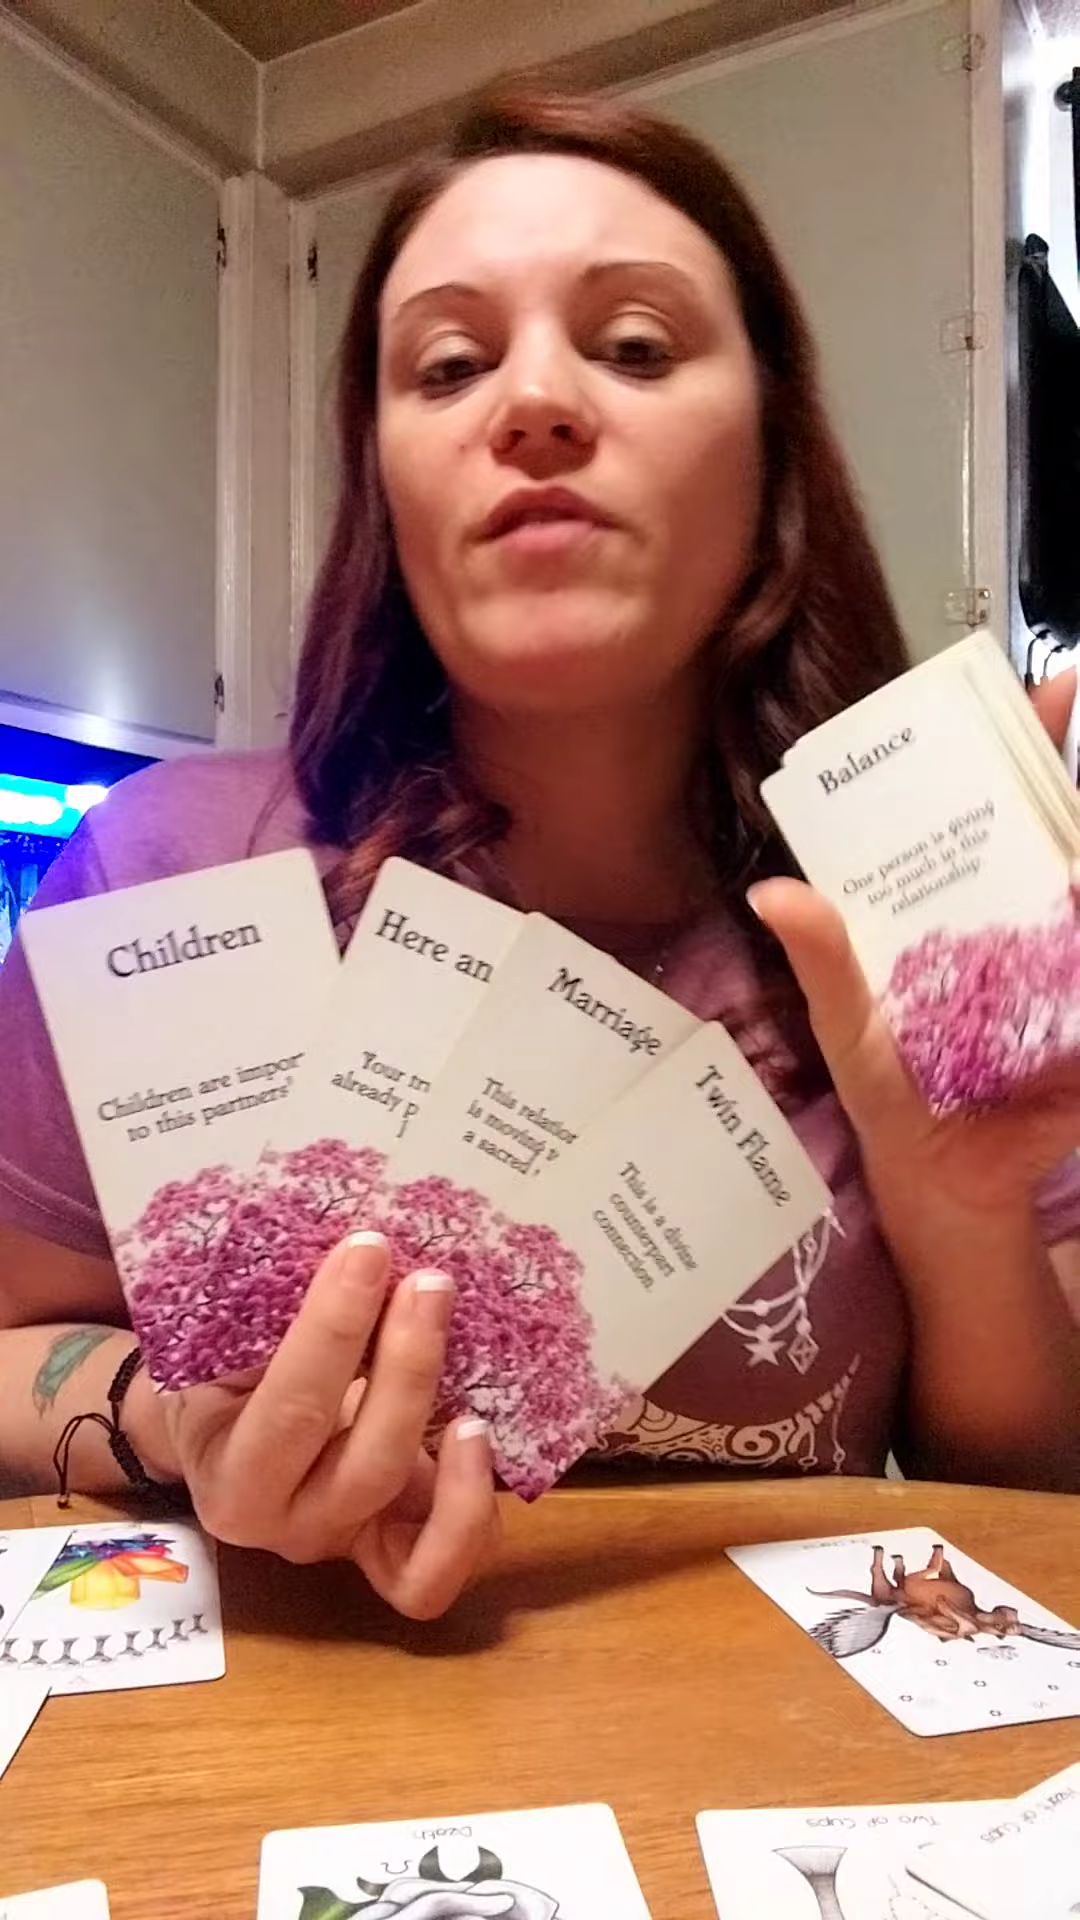 Children
Children are impor
to this partners
Here an
Your m
already p
Marriage
This relation
is moving
a sacred
Twin Flame
This is a divine
counterpart
connection.
Balance
One person is giving
too much in this
relationship.
Death
Two of Cups
of Cups